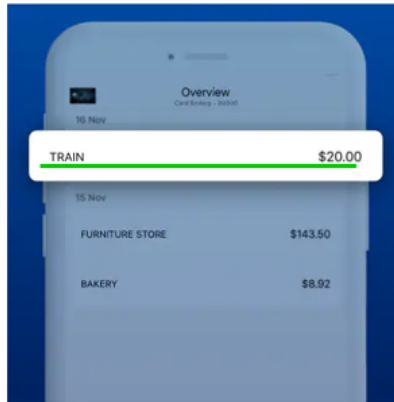 Overview
16 Nov
TRAIN $20.00
15 Nov
FURNITURE STORE $143.50
BAKERY $8.92